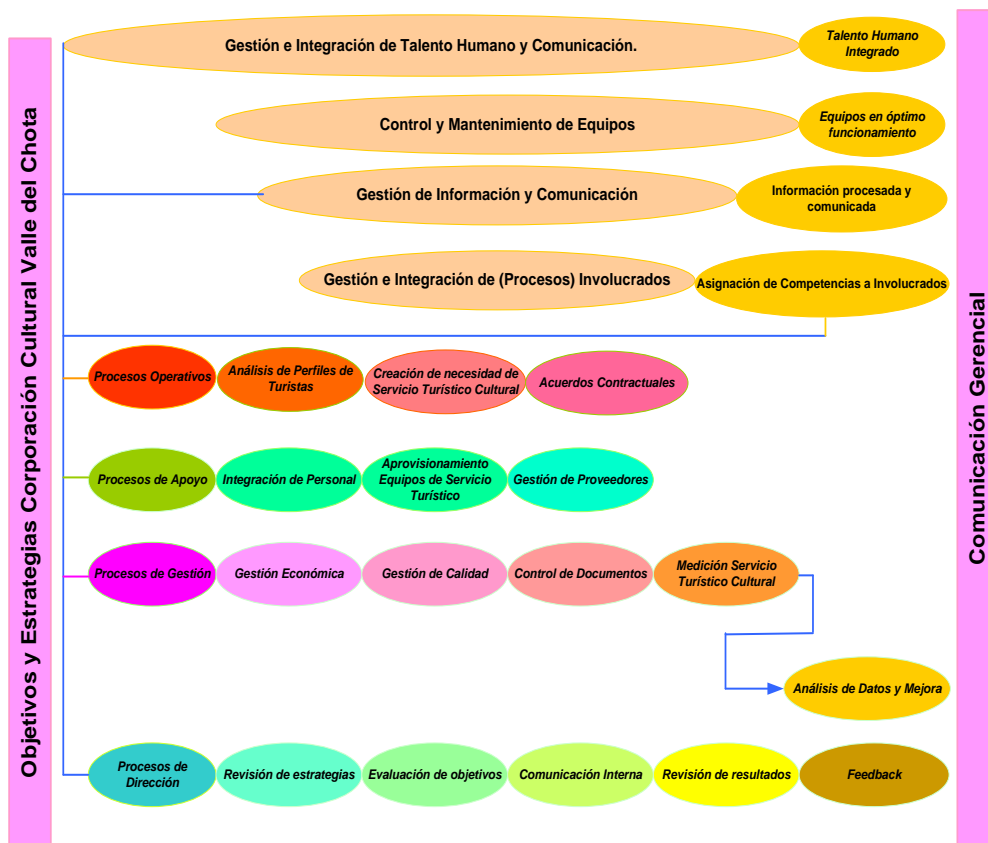 Objetivos y Estrategias Corporación Cultural Valle del Chota
Gestión e Integración de Talento Humano y Comunicación.
Talento Humano
Integrado
Control y Mantenimiento de Equipos
Equipos en óptimo
funcionamiento
Gestión de Información y Comunicación
Información procesada y
comunicada
Gestión e Integración de (Procesos) Involucrados
Asignación de Competencias a Involucrados
Procesos Operativos
Análisis de Perfiles de
Turistas
Creación de necesidad de
Servicio Turístico Cultural
Acuerdos Contractuales
Procesos de Apoyo
Integración de Personal
Aprovisionamiento
Equipos de Servicio
Turístico
Gestión de Proveedores
Procesos de Gestión
Gestión Económica
Gestión de Calidad
Control de Documentos
Medición Servicio
Turístico Cultural
Análisis de Datos y Mejora
Procesos de
Dirección
Revisión de estrategias
Evaluación de objetivos
Comunicación Interna
Revisión de resultados
Feedback
Comunicación Gerencial